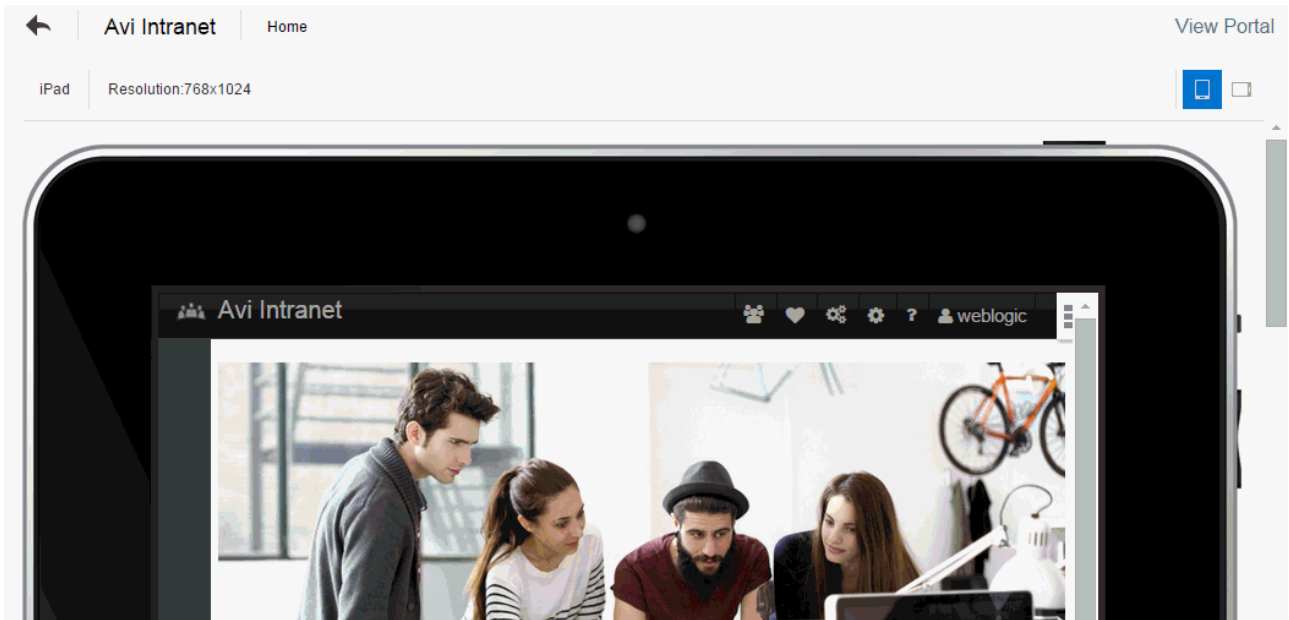 Avi Intranet Home View Portal
iPad Resolution:768x1024
Avi Intranet ? weblogic